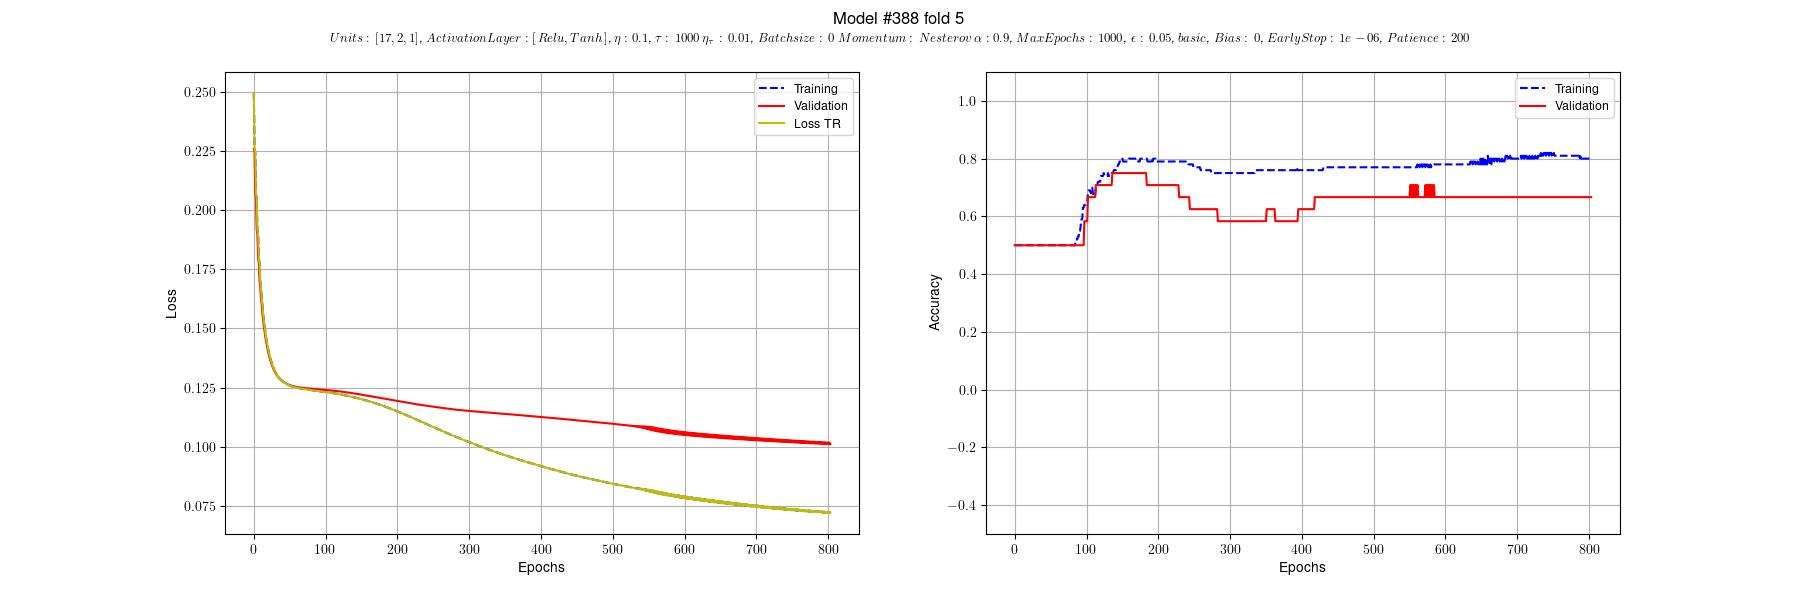 Model #388 fold 5
Units : [17, 2, 1], ActivationLayer : [Relu, Tanh], η : 0.1, τ : 1000 ητ : 0.01, Batchsize : 0 Momentum : Nesterov α : 0.9, MaxEpochs : 1000, ϵ : 0.05, basic, Bias : 0, EarlyStop : 1e − 06, Patience : 200
Training
Validation
Loss TR
0.250
0.225
0.200
0.175
0.150
0.125
0.100
0.075
Loss
0 100 200 300 400 500 600 700 800
Epochs
Training
Validation
1.0
0.8
0.6
0.4
0.2
0.0
−0.2
−0.4
Accuracy
0 100 200 300 400 500 600 700 800
Epochs